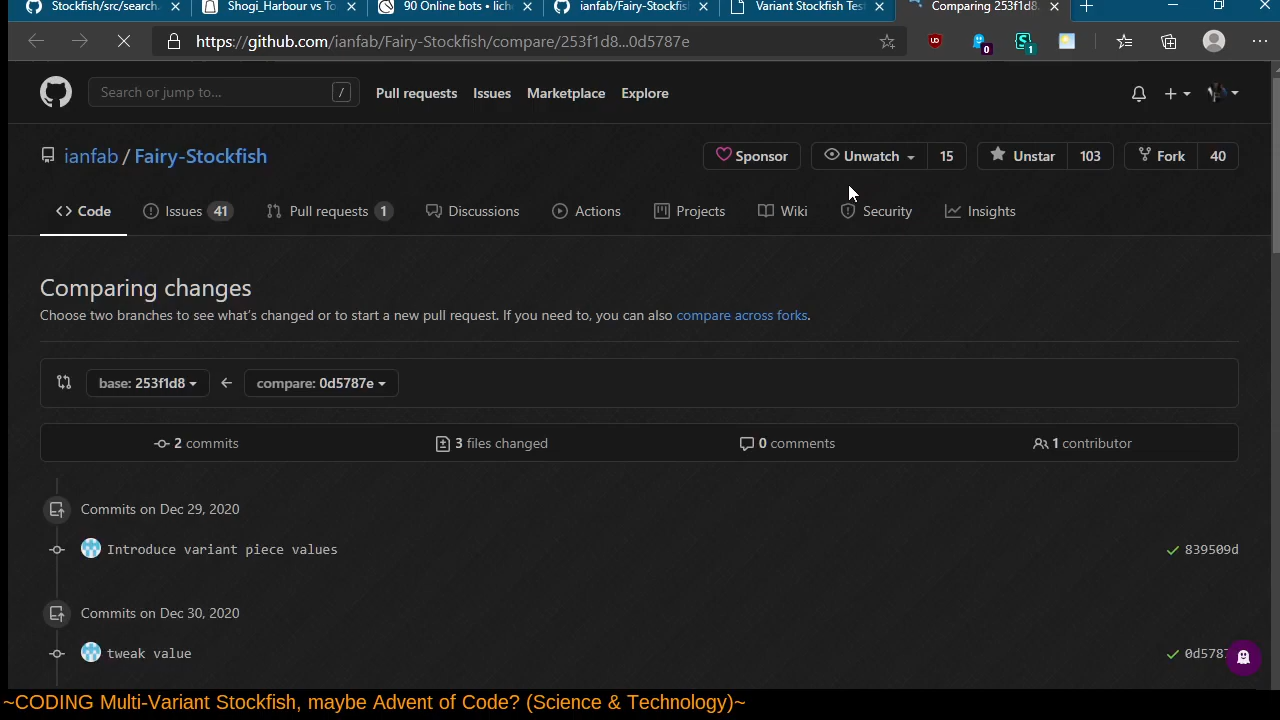 Stockfish/src/search. Shogi_Harbour vs To 90 Online bots • lich ianfab/Fairy-Stockfis Variant Stockfish Tes Comparing 253f1d8.
https://github.com/ianfab/Fairy-Stockfish/compare/253f1d8...0d5787e 0 1
Search or jump to... / Pull requests Issues Marketplace Explore
ianfab / Fairy-Stockfish Sponsor Unwatch 15 Unstar 103 Fork 40
Code Issues 41 Pull requests 1 Discussions Actions Projects Wiki Security Insights
Comparing changes
Choose two branches to see what's changed or to start a new pull request. If you need to, you can also compare across forks.
base: 253f1d8 compare: 0d5787e
2 commits 3 files changed 0 comments 1 contributor
Commits on Dec 29, 2020
Introduce variant piece values 839509d
Commits on Dec 30, 2020
tweak value 0d578
~CODING Multi-Variant Stockfish, maybe Advent of Code? (Science & Technology)~